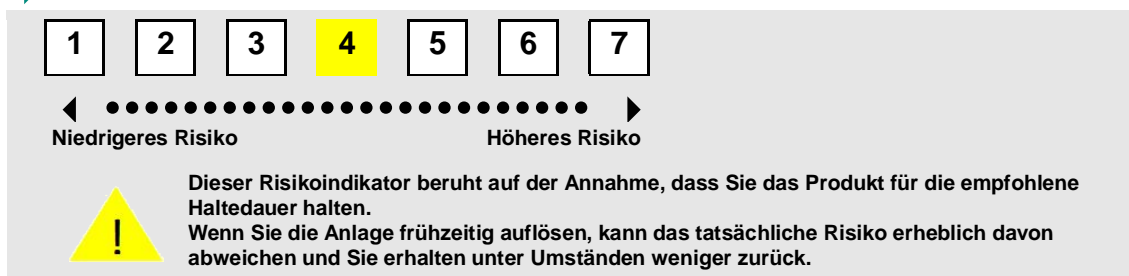 1 2 3 4 5 6 7
Niedrigeres Risiko Höheres Risiko
Dieser Risikoindikator beruht auf der Annahme, dass Sie das Produkt für die empfohlene
Haltedauer halten.
!
Wenn Sie die Anlage frühzeitig auflösen, kann das tatsächliche Risiko erheblich davon
abweichen und Sie erhalten unter Umständen weniger zurück.